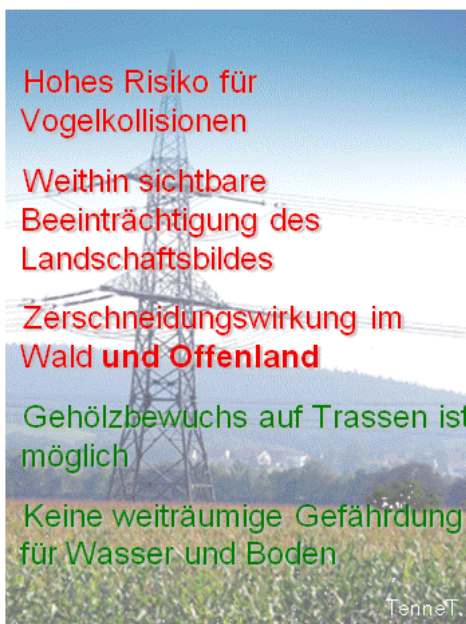 Hohes Risiko für
Vogelkollisionen
Weithin sichtbare
Beeinträchtigung des
Landschaftsbildes
Zerschneidungswirkung im
Wald und Offenland
Gehölzbewuchs auf Trassen ist
möglich
Keine weiträumige Gefährdung
für Wasser und Boden
TenneT.